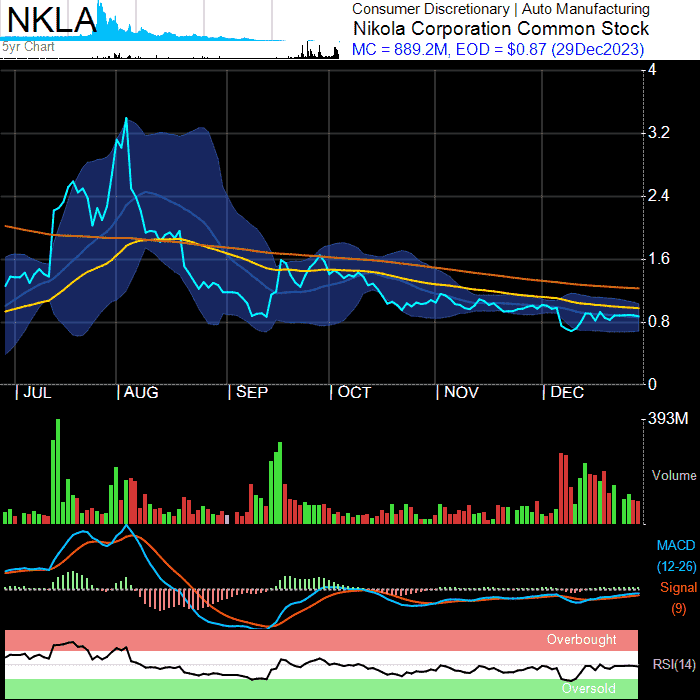 NKLA
5yr Chart
Consumer Discretionary | Auto Manufacturing
Nikola Corporation Common Stock
MC = 889.2M, EOD = $0.87 (29Dec2023)
4
3.2
2.4
1.6
0.8
0
JUL AUG SEP OCT NOV DEC
393M
Volume
MACD
(12-26)
Signal
(9)
Overbought
RSI(14)
Oversold